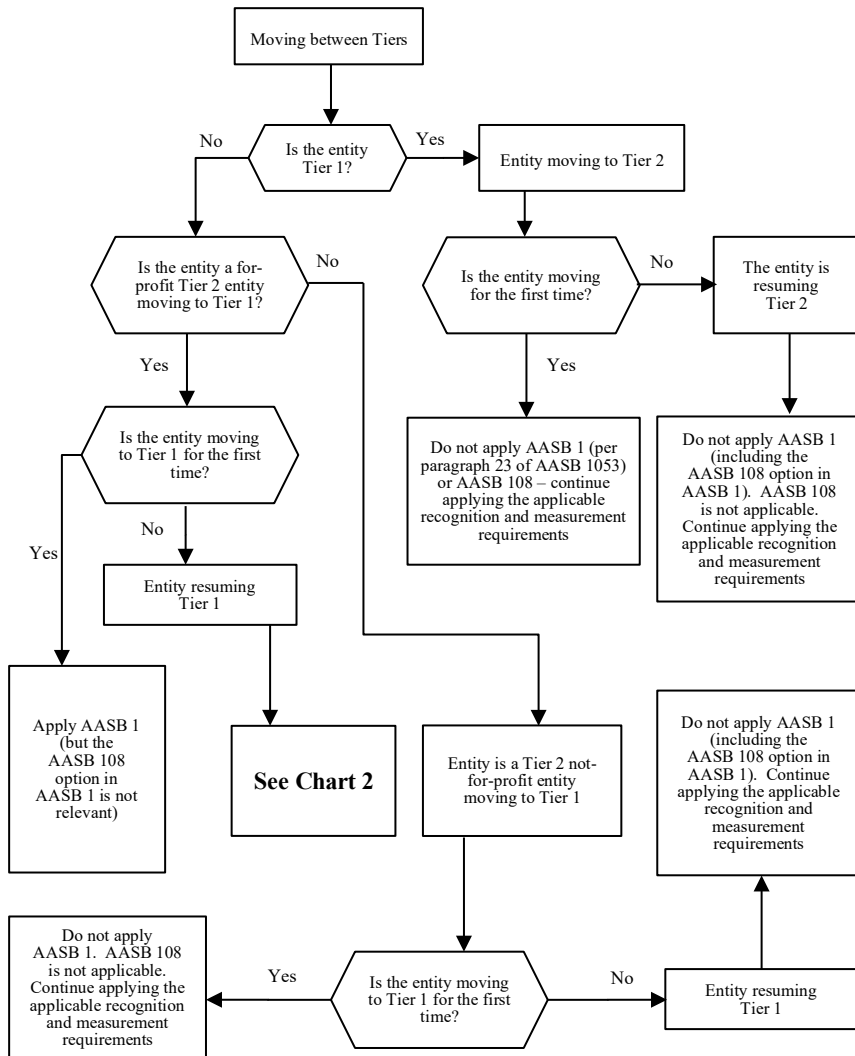 Moving between Tiers
No
Yes
Is the entity
Tier 1?
Entity moving to Tier 2
Is the entity a for-
profit Tier 2 entity
moving to Tier 1?
No
Is the entity moving
for the first time?
No
The entity is
resuming
Tier 2
Yes
Yes
Is the entity moving
to Tier 1 for the first
time?
Do not apply AASB 1 (per
paragraph 23 of AASB 1053)
or AASB 108 – continue
applying the applicable
recognition and measurement
requirements
Do not apply AASB 1
(including the
AASB 108 option in
AASB 1).  AASB 108
is not applicable.
Continue applying the
applicable recognition
and measurement
requirements
Yes
No
Entity resuming
Tier 1
Apply AASB 1
(but the
AASB 108
option in
AASB 1 is not
relevant)
See Chart 2
Entity is a Tier 2 not-
for-profit entity
moving to Tier 1
Do not apply AASB 1
(including the
AASB 108 option in
AASB 1).  Continue
applying the applicable
recognition and
measurement
requirements
Do not apply
AASB 1.  AASB 108
is not applicable.
Continue applying the
applicable recognition
and measurement
requirements
Yes
Is the entity moving
to Tier 1 for the first
time?
No
Entity resuming
Tier 1